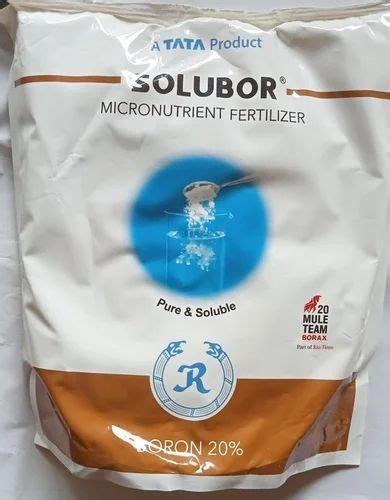 A TATA Product
SOLUBOR®
MICRONUTRIENT FERTILIZER
Pure & Soluble
20
MULE
TEAM
BORAX
Part of Rio Tinto
R
BORON 20%